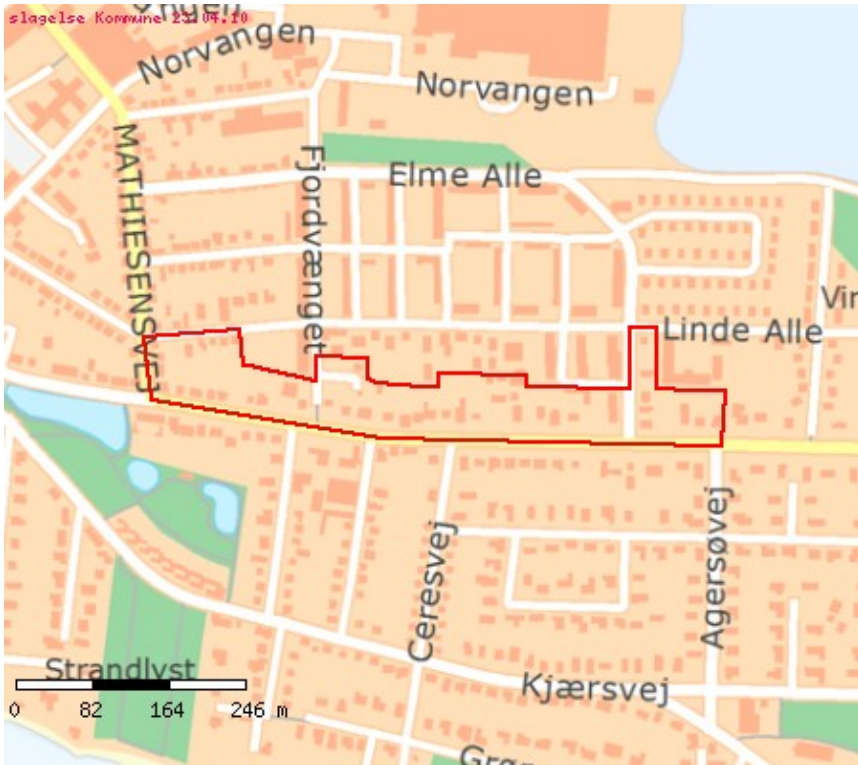 slagelse Kommune 23.04.10
Norvangen
Norvangen
MATHIESENSVEJ
Fjordvænget
Elme Alle
Linde Alle
Ceresvej
Agersøvej
Strandlyst
Kjærsvej
0 82 164 246 m